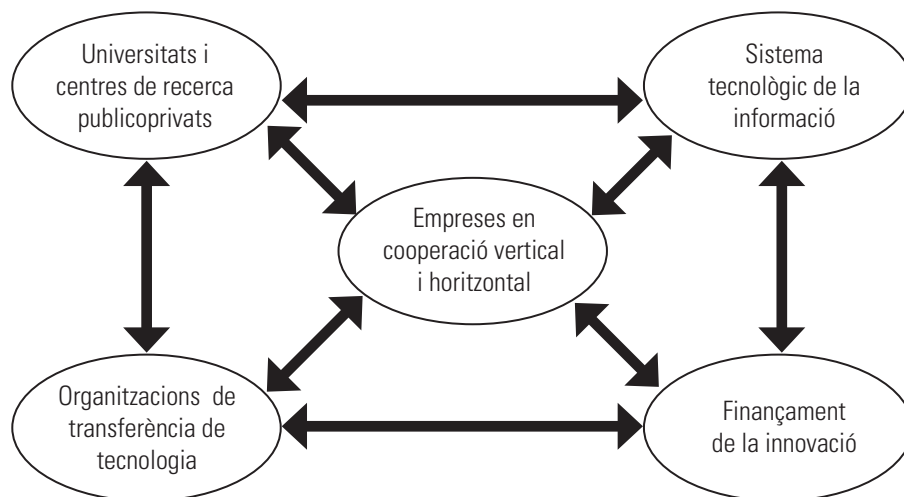 Universitats i
centres de recerca
publicoprivats
Sistema
tecnològic de la
informació
Empreses en
cooperació vertical
i horitzontal
Organitzacions de
transferència de
tecnologia
Finançament
de la innovació